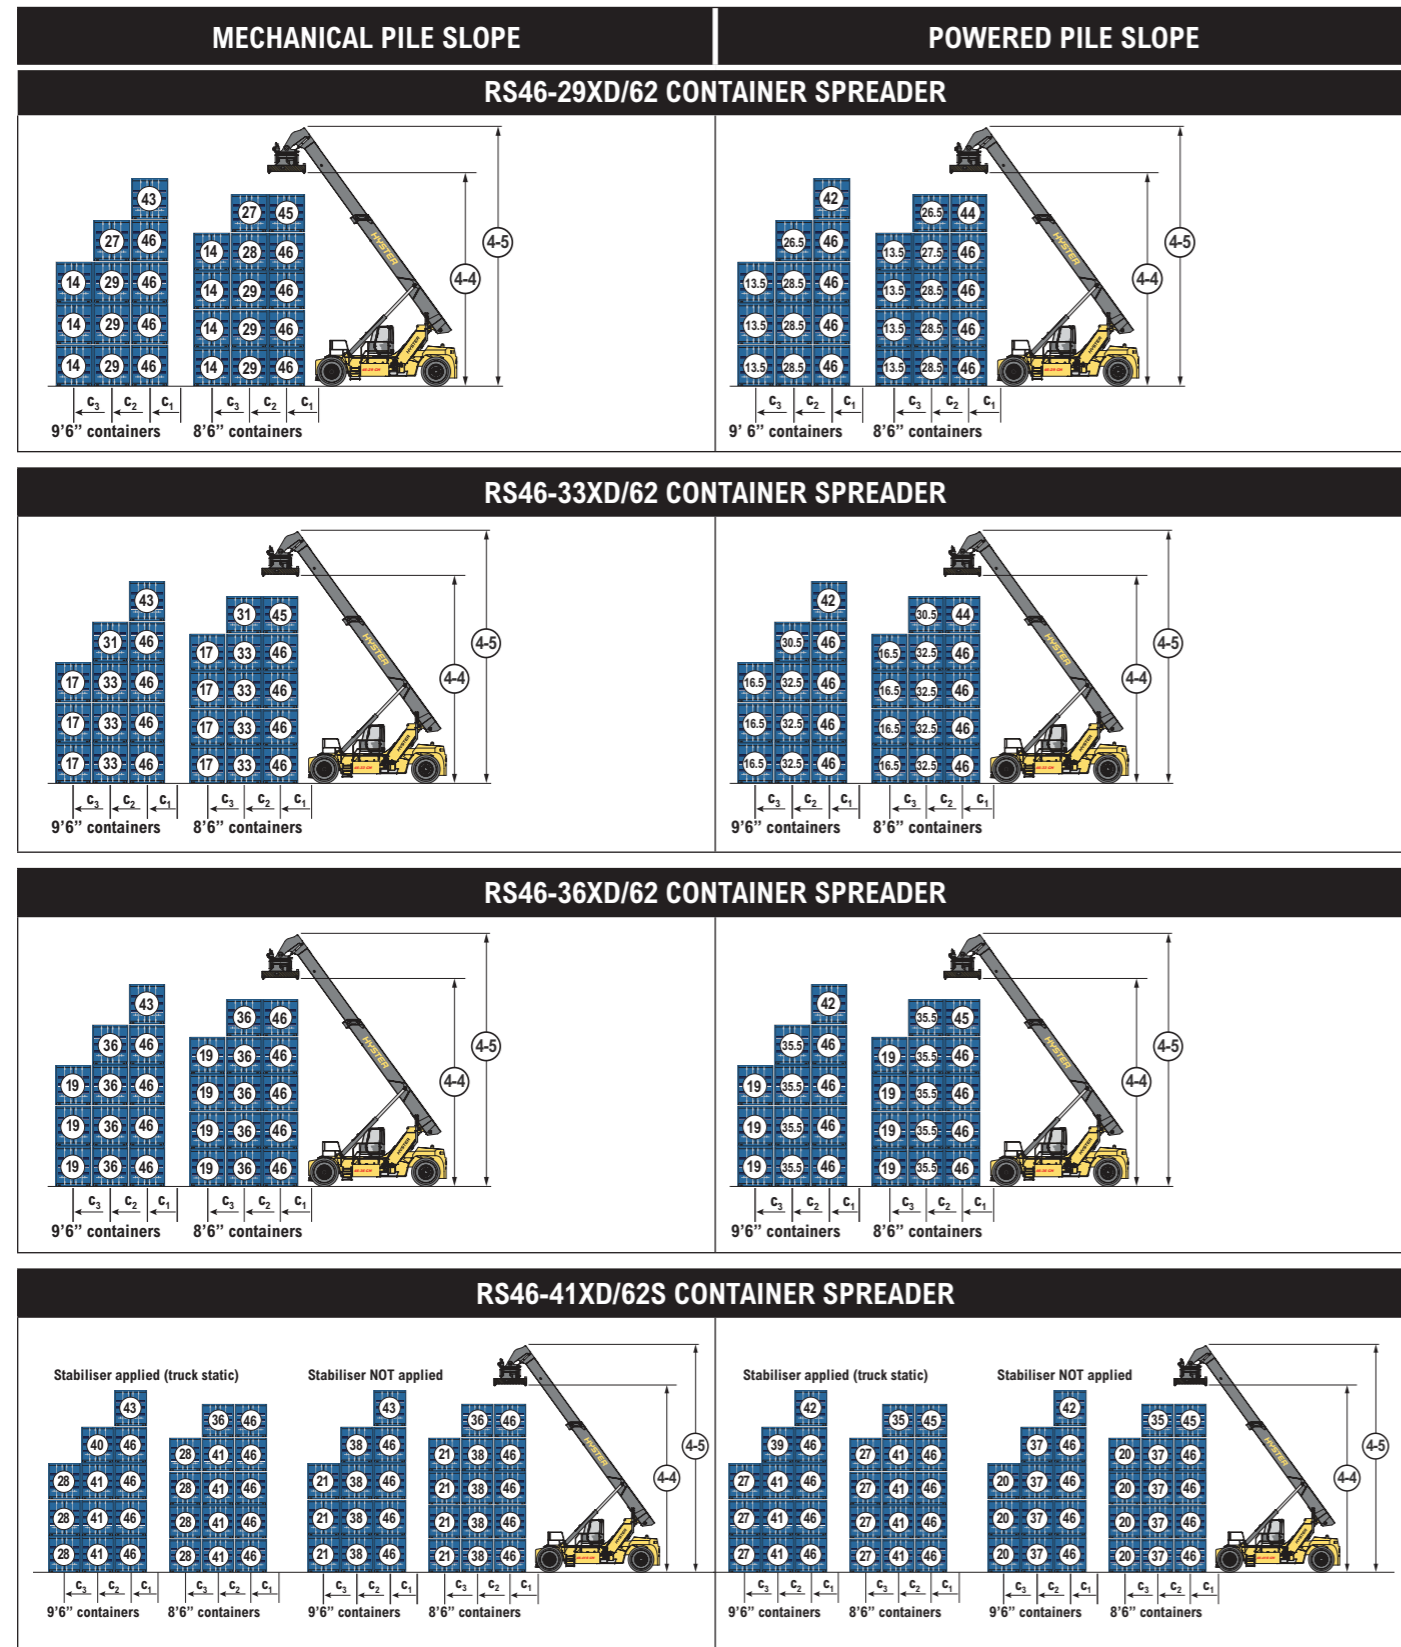 MECHANICAL PILE SLOPE POWERED PILE SLOPE
RS46-29XD/62 CONTAINER SPREADER
43
27 46
14 29 46
14 29 46
14 29 46
27 45
14 28 46
14 29 46
14 29 46
14 29 46
HYSTER
HYSTER
4-5
4-4
c3 c2 c1 c3 c2 c1
9’6” containers 8’6” containers
42
26.5 46
13.5 28.5 46
13.5 28.5 46
13.5 28.5 46
26.5 44
13.5 27.5 46
13.5 28.5 46
13.5 28.5 46
13.5 28.5 46
HYSTER
HYSTER
4-5
4-4
c3 c2 c1 c3 c2 c1
9’ 6” containers 8’6” containers
RS46-33XD/62 CONTAINER SPREADER
43
31 46
17 33 46
17 33 46
17 33 46
31 45
17 33 46
17 33 46
17 33 46
17 33 46
HYSTER
HYSTER
4-5
4-4
c3 c2 c1 c3 c2 c1
9’6” containers 8’6” containers
42
30.5 46
16.5 32.5 46
16.5 32.5 46
16.5 32.5 46
30.5 44
16.5 32.5 46
16.5 32.5 46
16.5 32.5 46
16.5 32.5 46
HYSTER
HYSTER
4-5
4-4
c3 c2 c1 c3 c2 c1
9’6” containers 8’6” containers
RS46-36XD/62 CONTAINER SPREADER
43
36 46
19 36 46
19 36 46
19 36 46
36 46
19 36 46
19 36 46
19 36 46
19 36 46
HYSTER
HYSTER
4-5
4-4
c3 c2 c1 c3 c2 c1
9’6” containers 8’6” containers
42
35.5 46
19 35.5 46
19 35.5 46
19 35.5 46
35.5 45
19 35.5 46
19 35.5 46
19 35.5 46
19 35.5 46
HYSTER
HYSTER
4-5
4-4
c3 c2 c1 c3 c2 c1
9’6” containers 8’6” containers
RS46-41XD/62S CONTAINER SPREADER
Stabiliser applied (truck static)
43
40 46
28 41 46
28 41 46
28 41 46
36 46
28 41 46
28 41 46
28 41 46
28 41 46
c3 c2 c1 c3 c2 c1
9’6” containers 8’6” containers
Stabiliser NOT applied
43
38 46
21 38 46
21 38 46
21 38 46
36 46
21 38 46
21 38 46
21 38 46
21 38 46
HYSTER
HYSTER
4-5
4-4
c3 c2 c1 c3 c2 c1
9’6” containers 8’6” containers
Stabiliser applied (truck static)
42
39 46
27 41 46
27 41 46
27 41 46
35 45
27 41 46
27 41 46
27 41 46
27 41 46
c3 c2 c1 c3 c2 c1
9’6” containers 8’6” containers
Stabiliser NOT applied
42
37 46
20 37 46
20 37 46
20 37 46
35 45
20 37 46
20 37 46
20 37 46
20 37 46
HYSTER
HYSTER
4-5
4-4
c3 c2 c1 c3 c2 c1
9’6” containers 8’6” containers